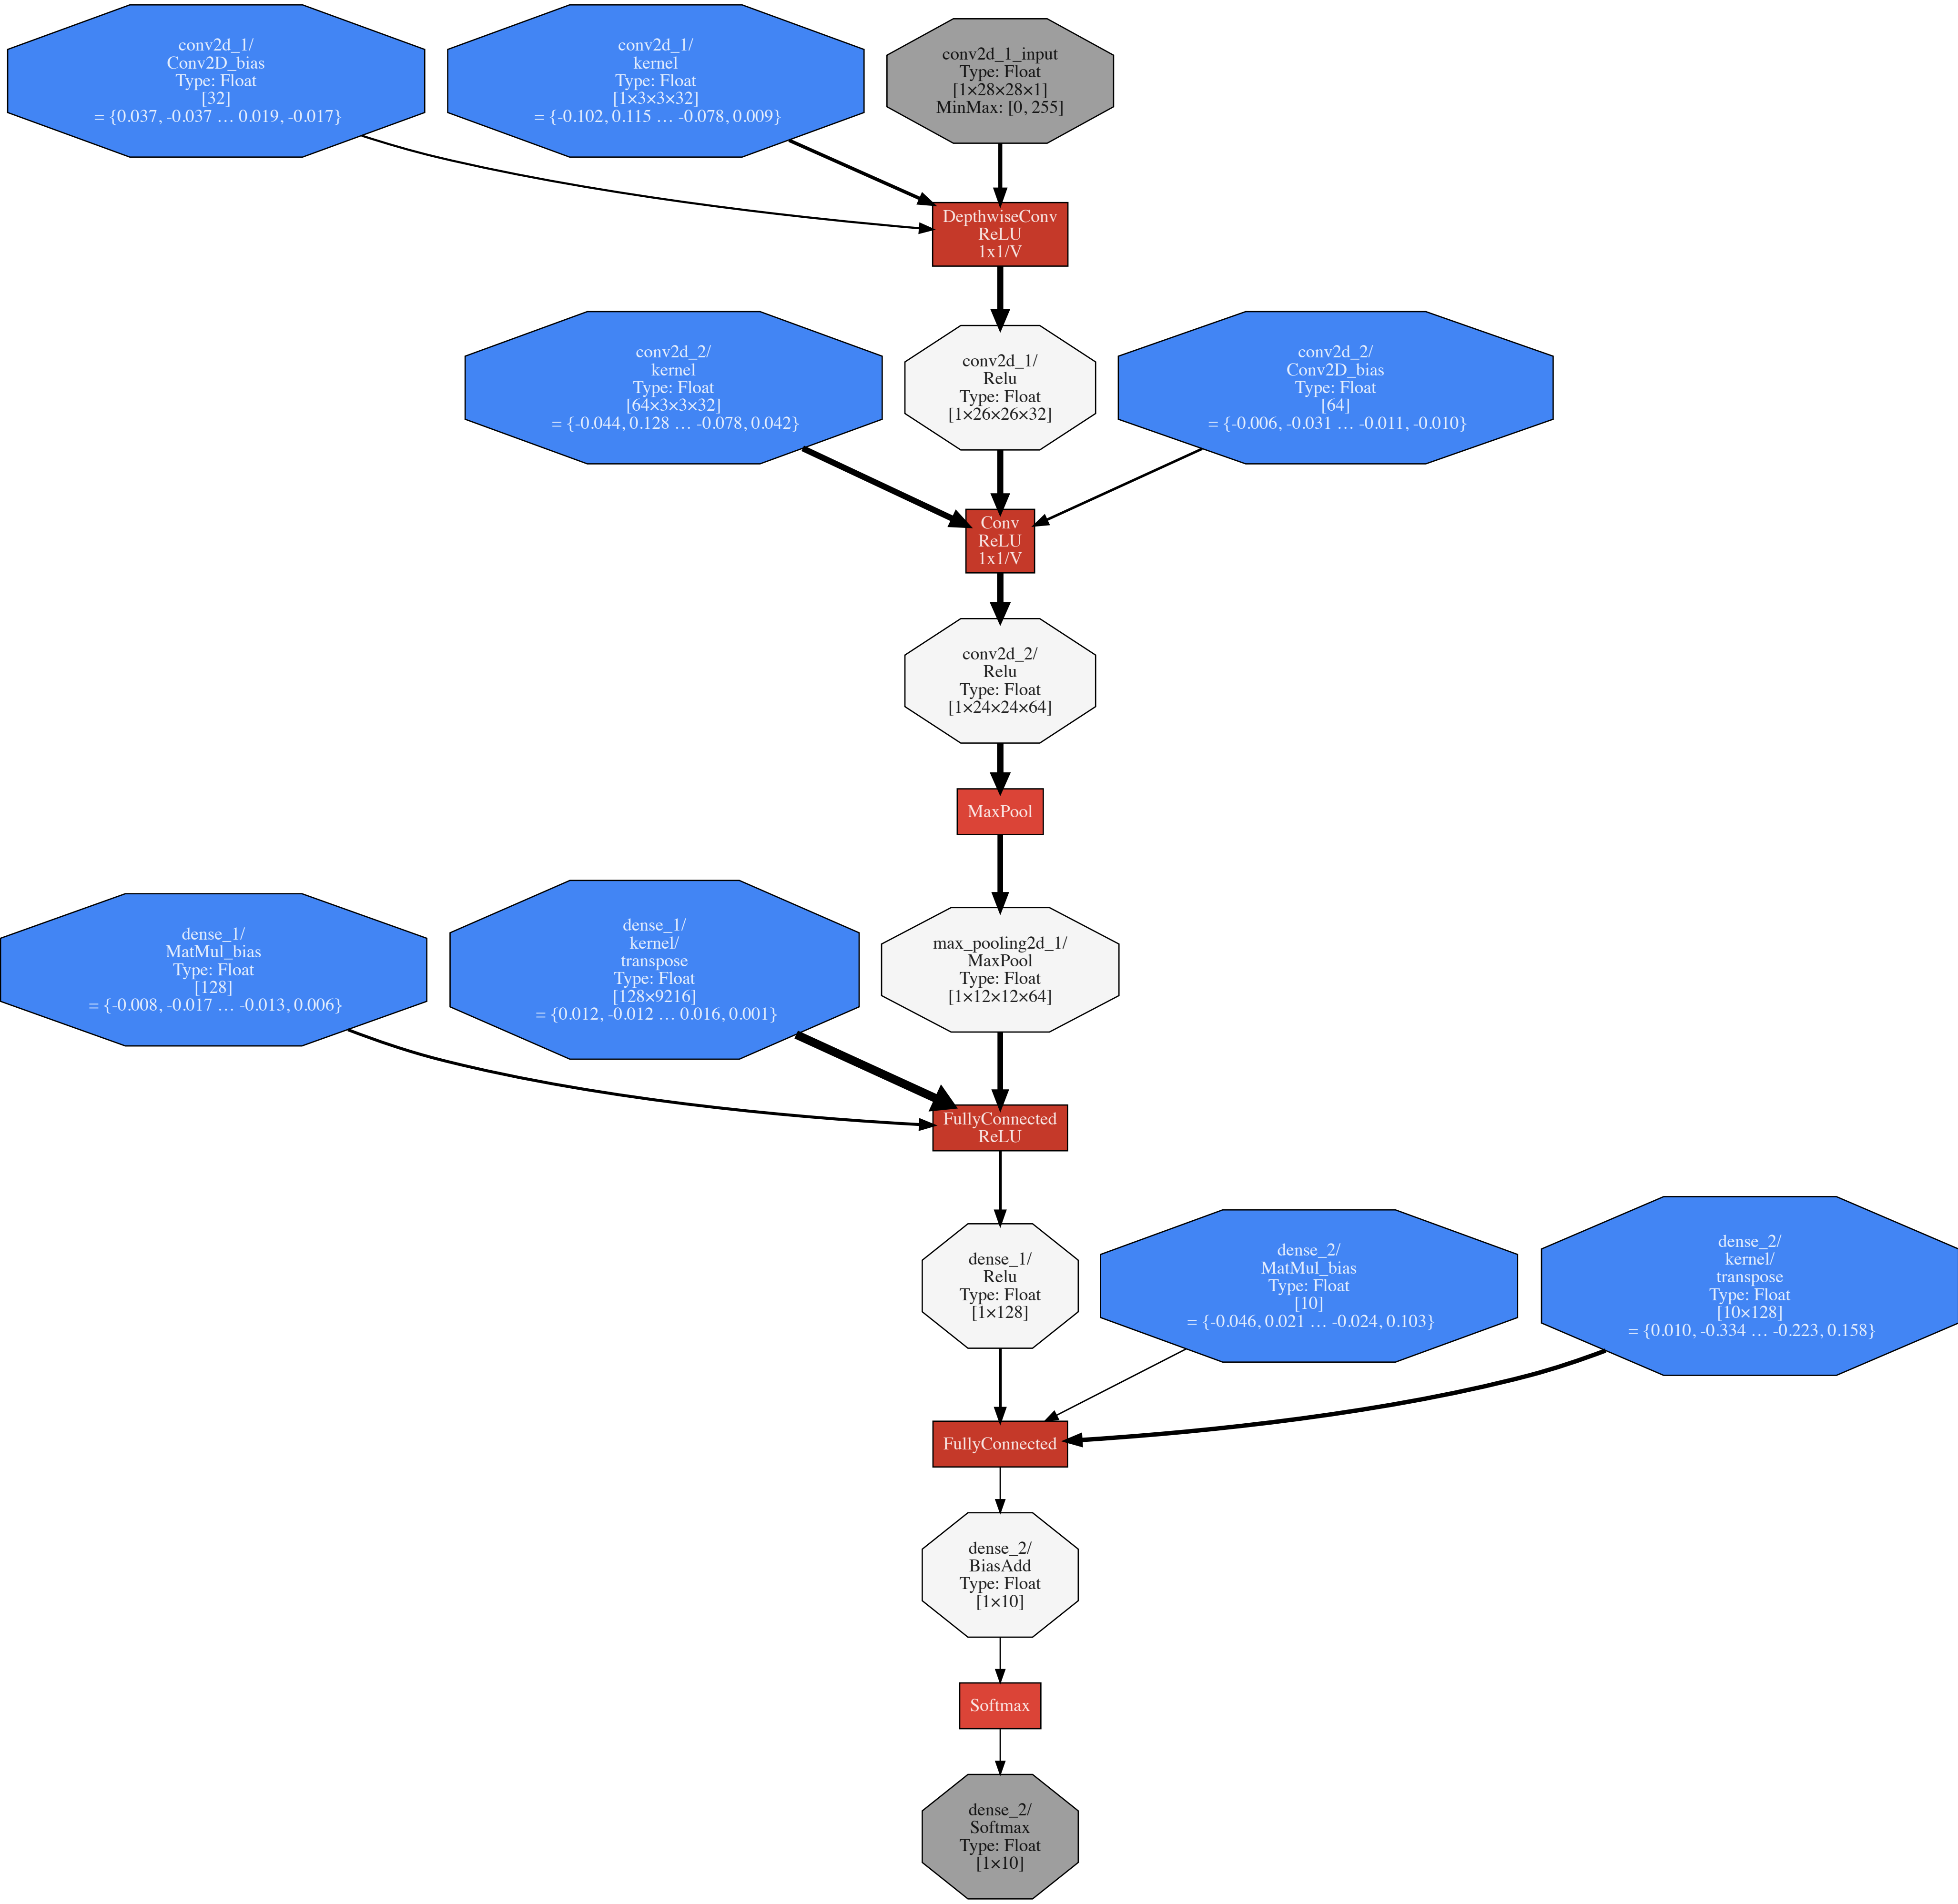 conv2d_1/
Conv2D_bias
Type: Float
[32]
= {0.037, -0.037 … 0.019, -0.017}
conv2d_1/
kernel
Type: Float
[1×3×3×32]
= {-0.102, 0.115 … -0.078, 0.009}
conv2d_1_input
Type: Float
[1×28×28×1]
MinMax: [0, 255]
DepthwiseConv
ReLU
1x1/V
conv2d_2/
kernel
Type: Float
[64×3×3×32]
= {-0.044, 0.128 … -0.078, 0.042}
conv2d_1/
Relu
Type: Float
[1×26×26×32]
conv2d_2/
Conv2D_bias
Type: Float
[64]
= {-0.006, -0.031 … -0.011, -0.010}
Conv
ReLU
1x1/V
conv2d_2/
Relu
Type: Float
[1×24×24×64]
MaxPool
dense_1/
MatMul_bias
Type: Float
[128]
= {-0.008, -0.017 … -0.013, 0.006}
dense_1/
kernel/
transpose
Type: Float
[128×9216]
= {0.012, -0.012 … 0.016, 0.001}
max_pooling2d_1/
MaxPool
Type: Float
[1×12×12×64]
FullyConnected
ReLU
dense_1/
Relu
Type: Float
[1×128]
dense_2/
MatMul_bias
Type: Float
[10]
= {-0.046, 0.021 … -0.024, 0.103}
dense_2/
kernel/
transpose
Type: Float
[10×128]
= {0.010, -0.334 … -0.223, 0.158}
FullyConnected
dense_2/
BiasAdd
Type: Float
[1×10]
Softmax
dense_2/
Softmax
Type: Float
[1×10]